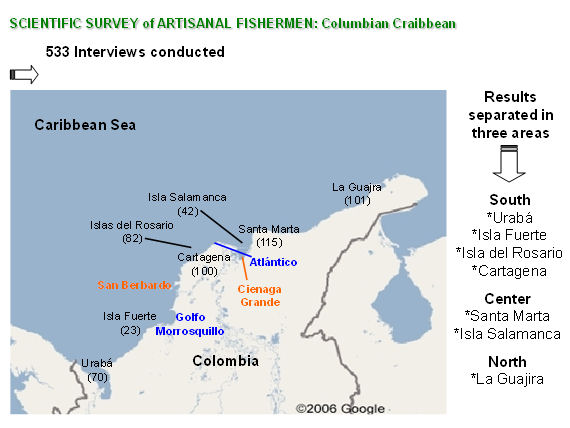 SCIENTIFIC SURVEY of ARTISANAL FISHERMEN: Columbian Craibbean
533 Interviews conducted
Caribbean Sea
La Guajira
(101)
Isla Salamanca
(42)
Islas del Rosario
(82)
Santa Marta
(115)
Cartagena
(100)
Atlántico
San Berbardo
Cienaga
Grande
Isla Fuerte
(23)
Golfo
Morrosquillo
Urabá
(70)
Colombia
©2006 Google
Results
separated in
three areas
South
*Urabá
*Isla Fuerte
*Isla del Rosario
*Cartagena
Center
*Santa Marta
*Isla Salamanca
North
*La Guajira